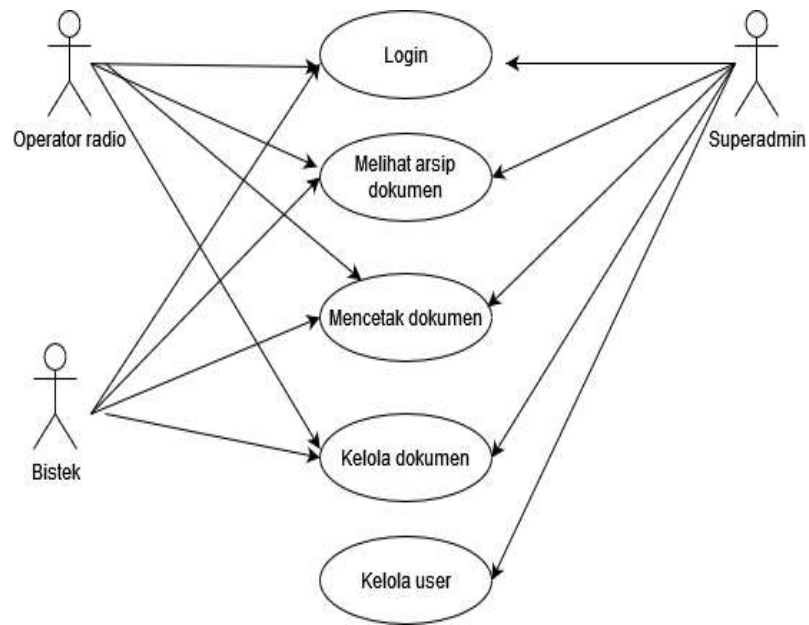 Login
Operator radio
Superadmin
Melihat arsip
dokumen
Mencetak dokumen
Kelola dokumen
Bistek
Kelola user